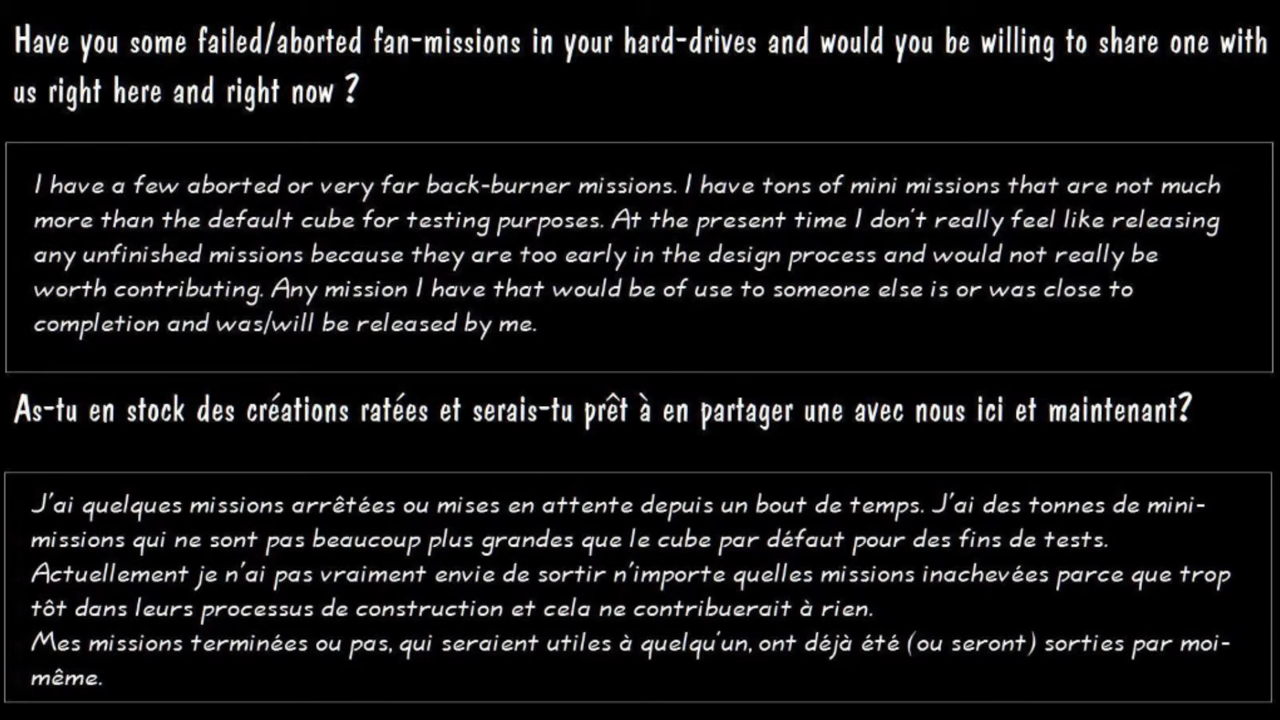 Have you some failed/aborted fan-missions in your hard-drives and would you be willing to share one with
us right here and right now ?
I have a few aborted or very far back-burner missions. I have tons of mini missions that are not much
more than the default cube for testing purposes. At the present time I don't really feel like releasing
any unfinished missions because they are too early in the design process and would not really be
worth contributing. Any mission I have that would be of use to someone else is or was close to
completion and was/will be released by me.
As-tu en stock des créations ratées et serais-tu prêt à en partager une avec nous ici et maintenant?
J'ai quelques missions arrêtées ou mises en attente depuis un bout de temps. J'ai des tonnes de mini-
missions qui ne sont pas beaucoup plus grandes que le cube par défaut pour des fins de tests.
Actuellement je n'ai pas vraiment envie de sortir n'importe quelles missions inachevées parce que trop
tôt dans leurs processus de construction et cela ne contribuerait à rien.
Mes missions terminées ou pas, qui seraient utiles à quelqu'un, ont déjà été (ou seront) sorties par moi-
même.